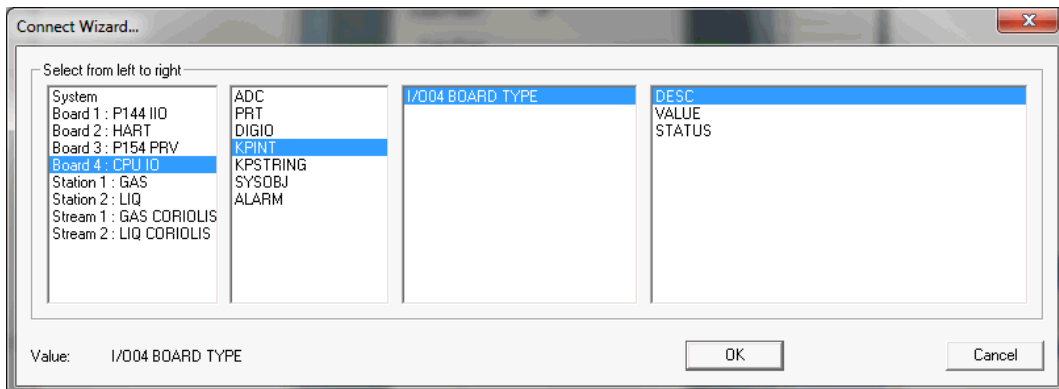 Connect Wizard...
Select from left to right
System
Board 1 : P144 IIO
Board 2 : HART
Board 3 : P154 PRV
Board 4 : CPU IO
Station 1 : GAS
Station 2 : LIQ
Stream 1 : GAS CORIOLIS
Stream 2 : LIQ CORIOLIS
ADC
PRT
DIGIO
KPINT
KPSTRING
SYSOBJ
ALARM
I/O04 BOARD TYPE
DESC
VALUE
STATUS
Value: I/O04 BOARD TYPE
OK
Cancel